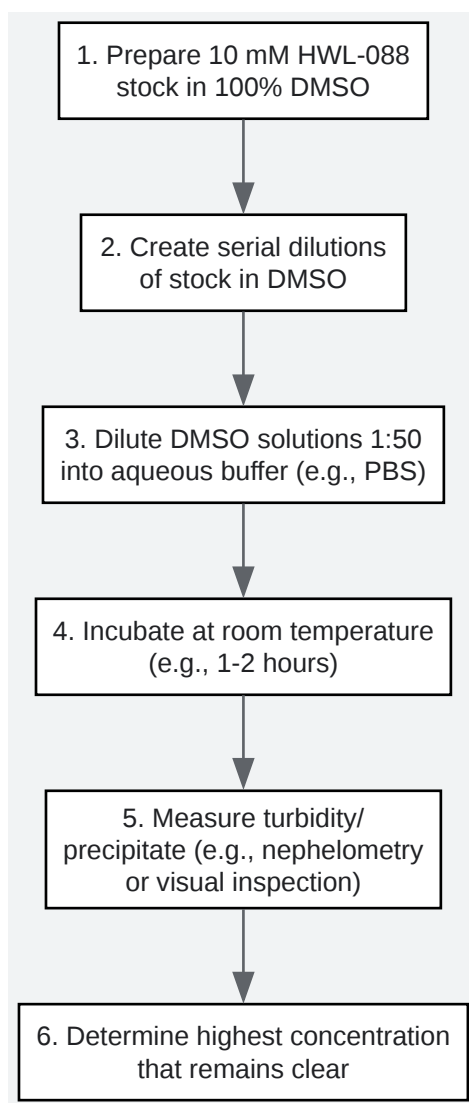 1. Prepare 10 mM HWL-088
stock in 100% DMSO
2. Create serial dilutions
of stock in DMSO
3. Dilute DMSO solutions 1:50
into aqueous buffer (e.g., PBS)
4. Incubate at room temperature
(e.g., 1-2 hours)
5. Measure turbidity/
precipitate (e.g., nephelometry
or visual inspection)
6. Determine highest concentration
that remains clear